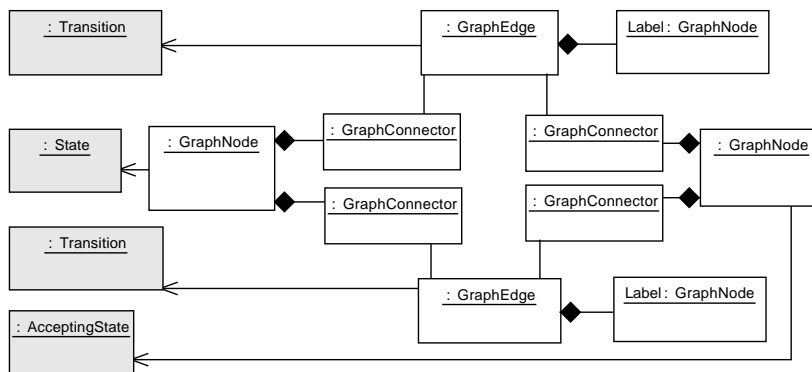 : Transition
: GraphEdge
Label : GraphNode
: State
: GraphNode
: GraphConnector
: GraphConnector
: GraphNode
: GraphConnector
: GraphConnector
: Transition
: GraphEdge
Label : GraphNode
: AcceptingState